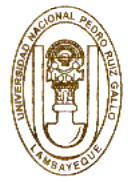 UNIVERSIDAD NACIONAL PEDRO RUIZ GALLO
LAMBAYEQUE